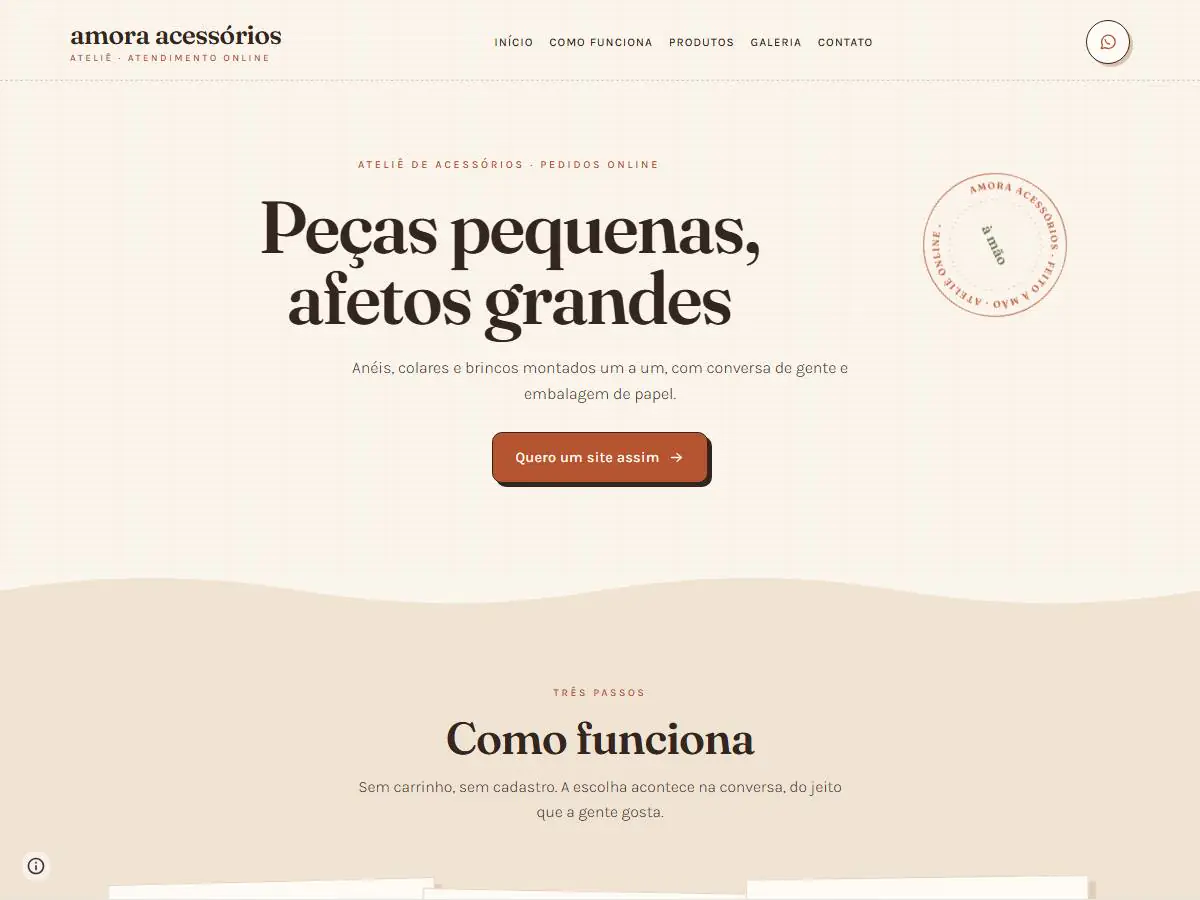 amora acessórios
ATELIÊ · ATENDIMENTO ONLINE
INÍCIO COMO FUNCIONA PRODUTOS GALERIA CONTATO
ATELIÊ DE ACESSÓRIOS · PEDIDOS ONLINE
Peças pequenas,
afetos grandes
AMORA ACESSÓRIOS · FEITO À MÃO · ATELIÊ ONLINE ·
à mão
Anéis, colares e brincos montados um a um, com conversa de gente e
embalagem de papel.
Quero um site assim →
TRÊS PASSOS
Como funciona
Sem carrinho, sem cadastro. A escolha acontece na conversa, do jeito
que a gente gosta.